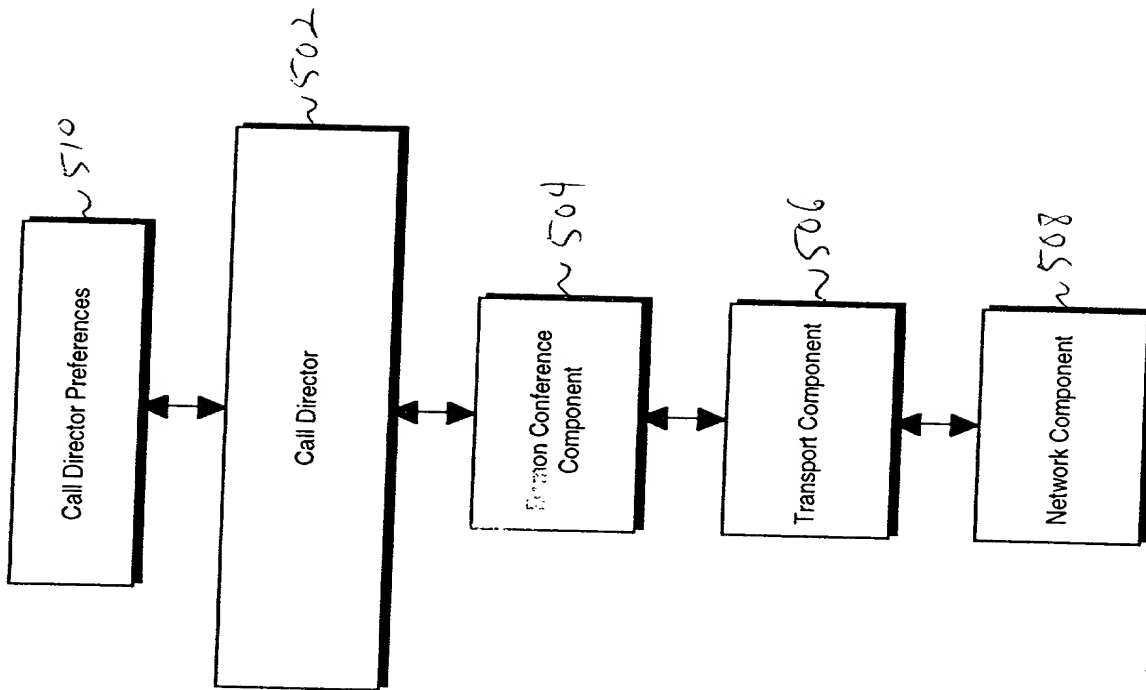 510
Call Director Preferences
502
Call Director
504
Conference
Component
506
Transport Component
508
Network Component